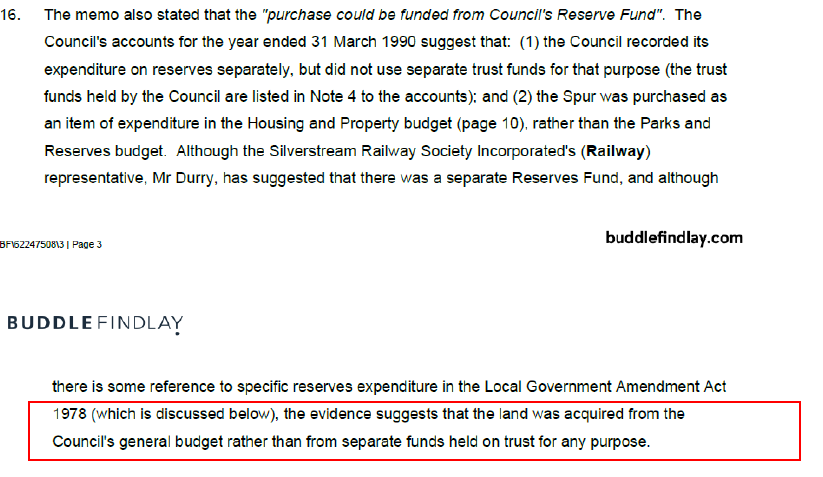 16. The memo also stated that the "purchase could be funded from Council's Reserve Fund". The
Council's accounts for the year ended 31 March 1990 suggest that: (1) the Council recorded its
expenditure on reserves separately, but did not use separate trust funds for that purpose (the trust
funds held by the Council are listed in Note 4 to the accounts); and (2) the Spur was purchased as
an item of expenditure in the Housing and Property budget (page 10), rather than the Parks and
Reserves budget. Although the Silverstream Railway Society Incorporated's (Railway)
representative, Mr Durry, has suggested that there was a separate Reserves Fund, and although
buddlefindlay.com
BF\62247508\3 | Page 3
BUDDLE FINDLAY
there is some reference to specific reserves expenditure in the Local Government Amendment Act
1978 (which is discussed below), the evidence suggests that the land was acquired from the
Council's general budget rather than from separate funds held on trust for any purpose.